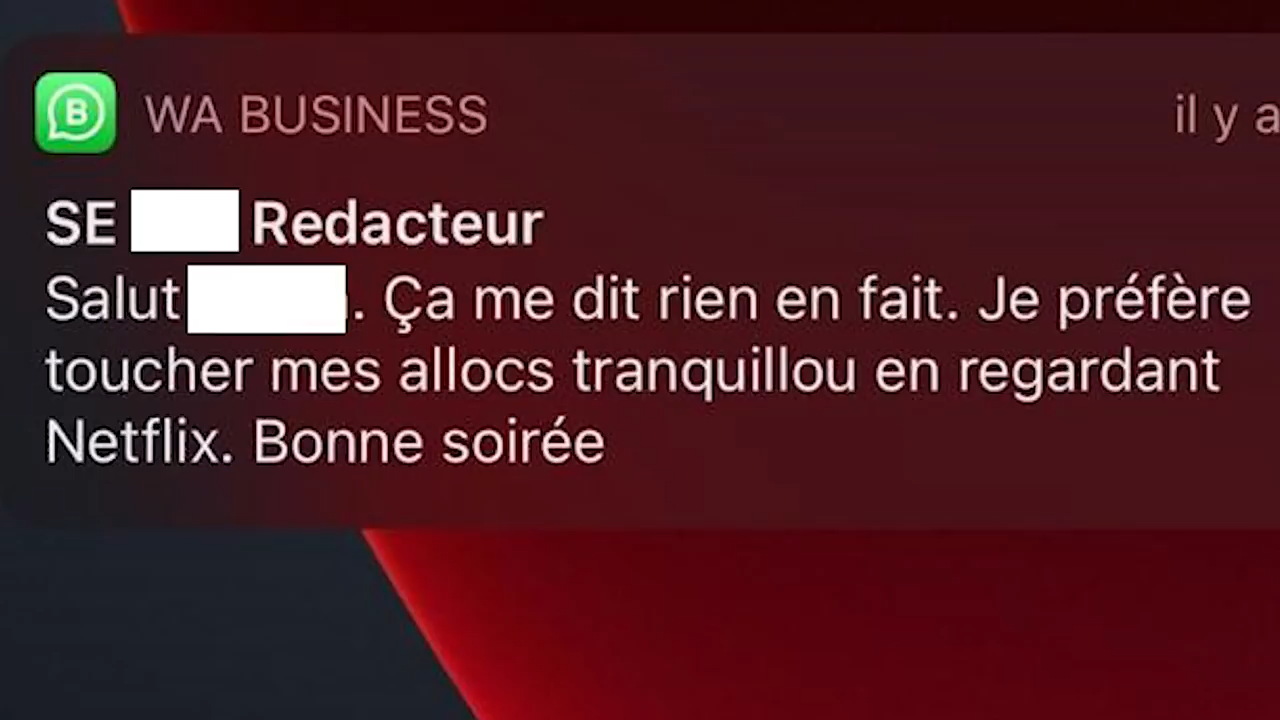 B WA BUSINESS il y a
SE Redacteur
Salut . Ça me dit rien en fait. Je préfère
toucher mes allocs tranquillou en regardant
Netflix. Bonne soirée